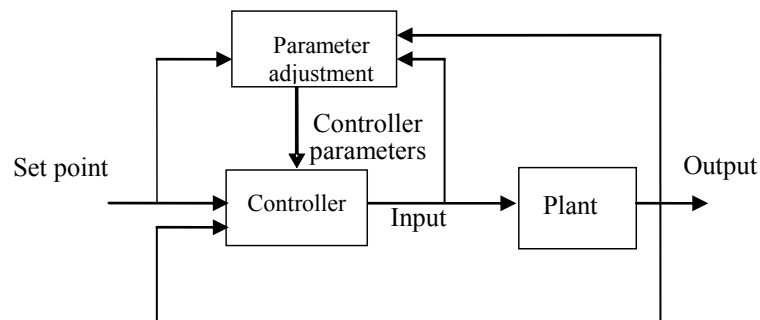 Parameter
adjustment
Controller
parameters
Set point
Controller
Input
Plant
Output